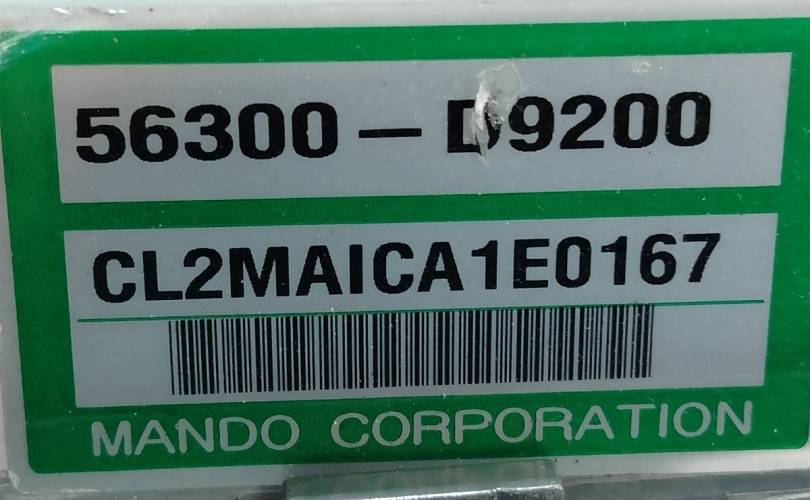 56300 — D9200
CL2MAICA1E0167
MANDO CORPORATION